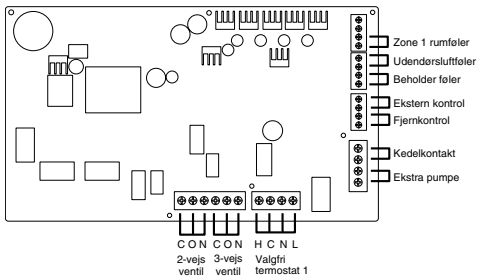 Zone 1 rumføler
Udendørsluftføler
Beholder føler
Ekstern kontrol
Fjernkontrol
Kedelkontakt
Ekstra pumpe
C O N C O N H C N L
2-vejs 3-vejs Valgfri
ventil ventil termostat 1